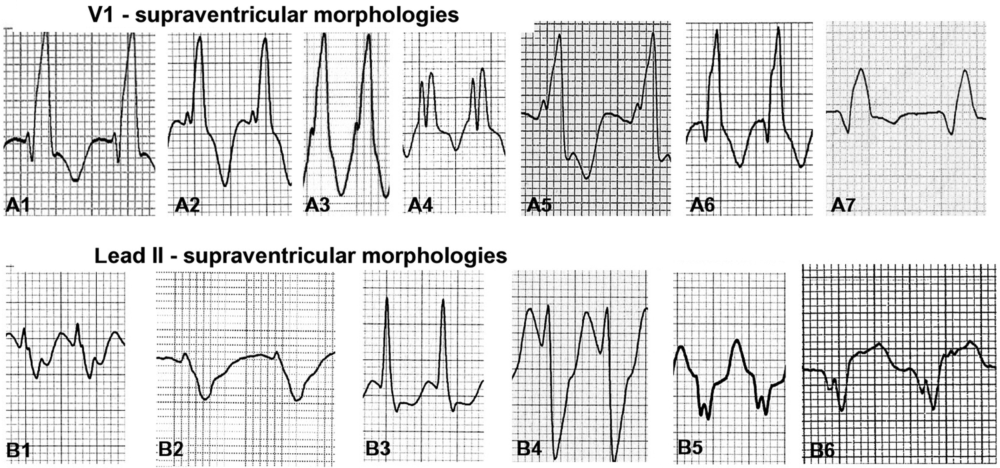 V1 - supraventricular morphologies
A1 A2 A3 A4 A5 A6 A7
Lead II - supraventricular morphologies
B1 B2 B3 B4 B5 B6